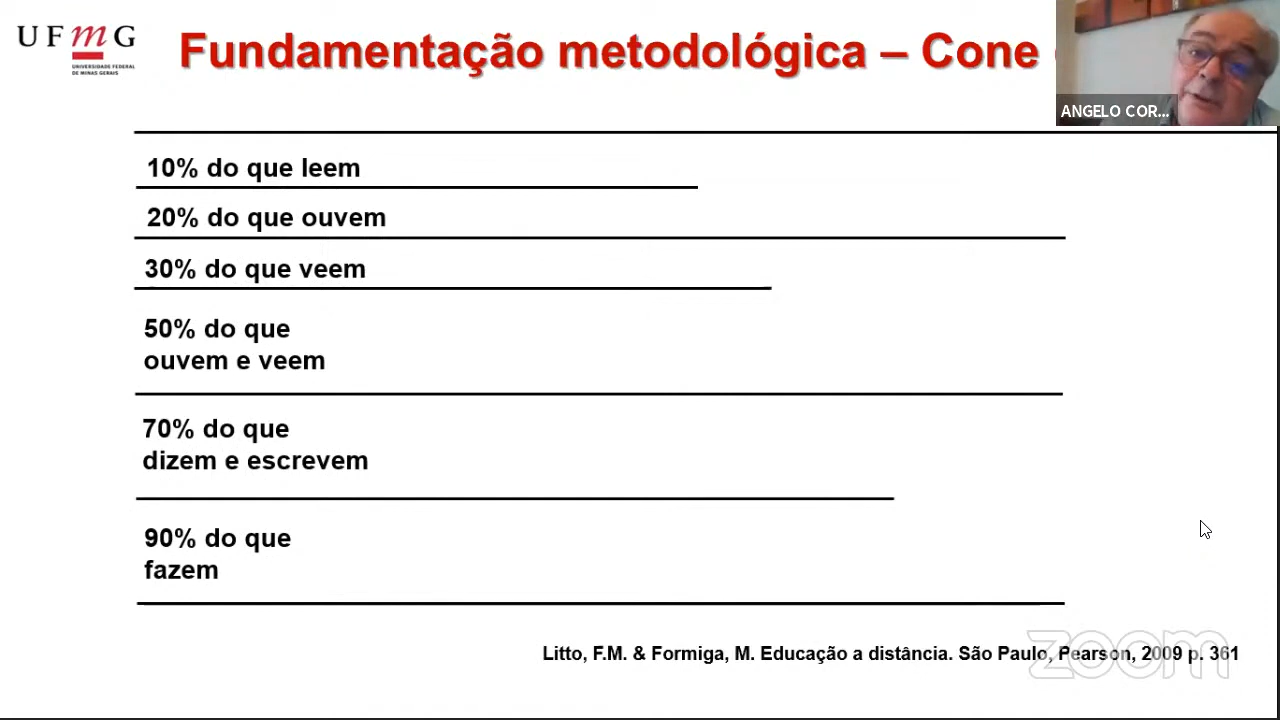 UFmG
UNIVERSIDADE FEDERAL
DE MINAS GERAIS
Fundamentação metodológica – Cone
ANGELO COR...
10% do que leem
20% do que ouvem
30% do que veem
50% do que
ouvem e veem
70% do que
dizem e escrevem
90% do que
fazem
Litto, F.M. & Formiga, M. Educação a distância. São Paulo, Pearson, 2009 p. 361
zoom